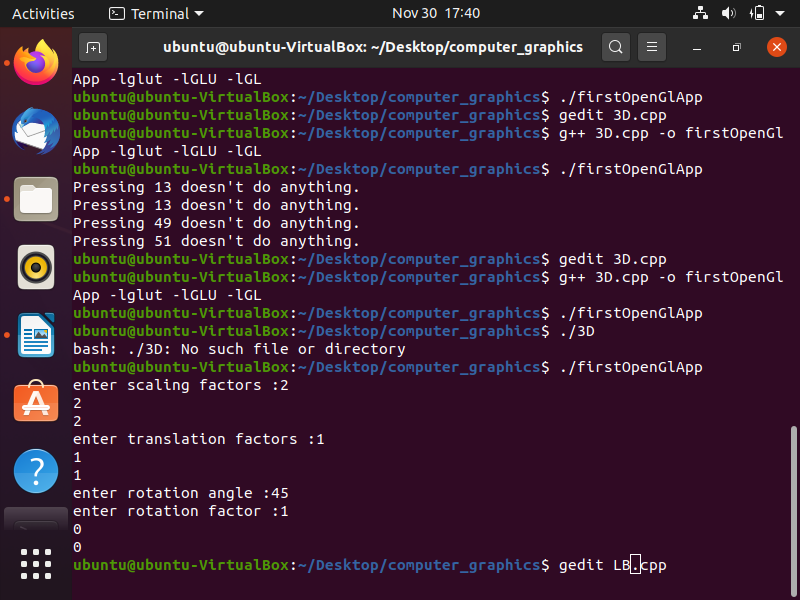 Activities Terminal Nov 30 17:40
ubuntu@ubuntu-VirtualBox: ~/Desktop/computer_graphics
App -lglut -lGLU -lGL
ubuntu@ubuntu-VirtualBox:~/Desktop/computer_graphics$ ./firstOpenGlApp
ubuntu@ubuntu-VirtualBox:~/Desktop/computer_graphics$ gedit 3D.cpp
ubuntu@ubuntu-VirtualBox:~/Desktop/computer_graphics$ g++ 3D.cpp -o firstOpenGl
App -lglut -lGLU -lGL
ubuntu@ubuntu-VirtualBox:~/Desktop/computer_graphics$ ./firstOpenGlApp
Pressing 13 doesn't do anything.
Pressing 13 doesn't do anything.
Pressing 49 doesn't do anything.
Pressing 51 doesn't do anything.
ubuntu@ubuntu-VirtualBox:~/Desktop/computer_graphics$ gedit 3D.cpp
ubuntu@ubuntu-VirtualBox:~/Desktop/computer_graphics$ g++ 3D.cpp -o firstOpenGl
App -lglut -lGLU -lGL
ubuntu@ubuntu-VirtualBox:~/Desktop/computer_graphics$ ./firstOpenGlApp
ubuntu@ubuntu-VirtualBox:~/Desktop/computer_graphics$ ./3D
bash: ./3D: No such file or directory
ubuntu@ubuntu-VirtualBox:~/Desktop/computer_graphics$ ./firstOpenGlApp
enter scaling factors :2
2
2
enter translation factors :1
1
1
enter rotation angle :45
enter rotation factor :1
0
0
ubuntu@ubuntu-VirtualBox:~/Desktop/computer_graphics$ gedit LB.cpp